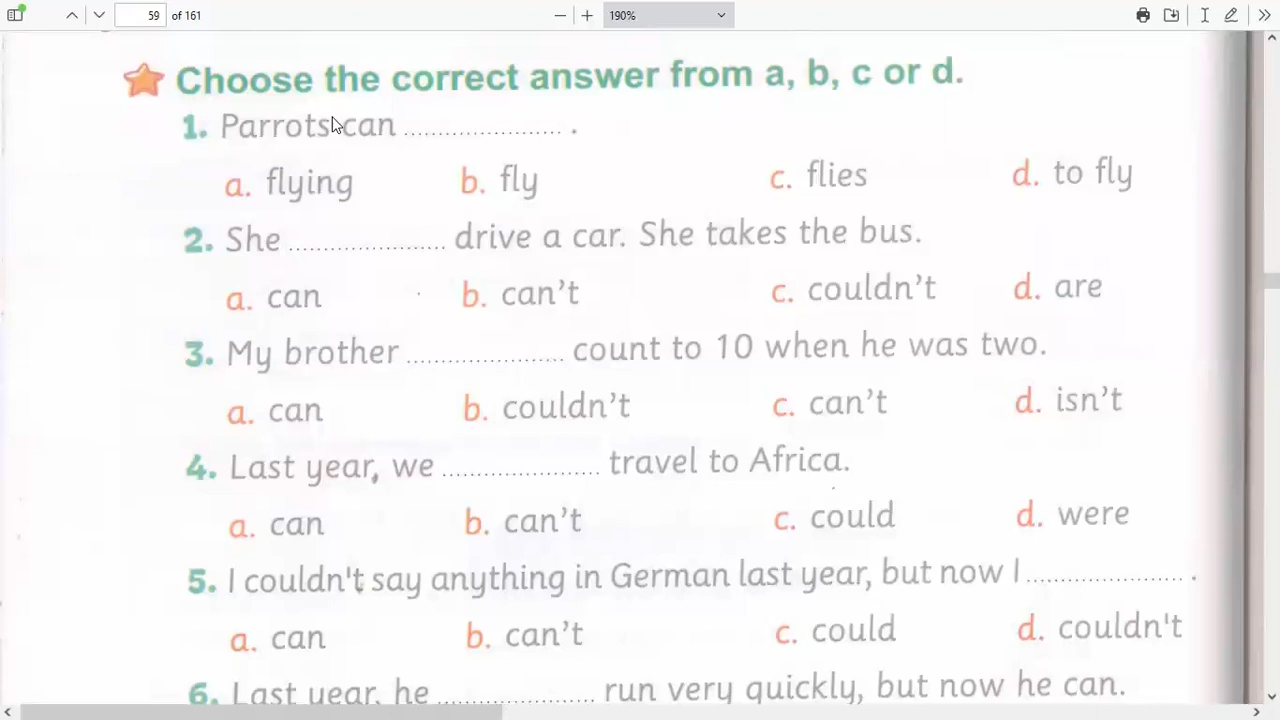 59 of 161
190%
Choose the correct answer from a, b, c or d.
1. Parrots can .................... .
a. flying b. fly c. flies d. to fly
2. She .................... drive a car. She takes the bus.
a. can b. can't c. couldn't d. are
3. My brother .................... count to 10 when he was two.
a. can b. couldn't c. can't d. isn't
4. Last year, we .................... travel to Africa.
a. can b. can't c. could d. were
5. I couldn't say anything in German last year, but now I .................... .
a. can b. can't c. could d. couldn't
6. Last year, he .................... run very quickly, but now he can.